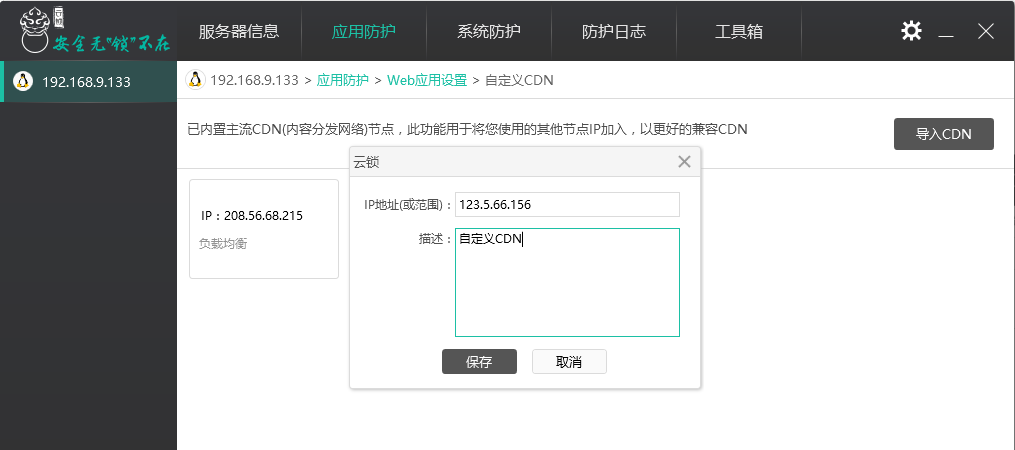 云锁
安全无"锁"不在
服务器信息 应用防护 系统防护 防护日志 工具箱
192.168.9.133
192.168.9.133 > 应用防护 > Web应用设置 > 自定义CDN
已内置主流CDN(内容分发网络)节点，此功能用于将您使用的其他节点IP加入，以更好的兼容CDN
导入CDN
IP：208.56.68.215
负载均衡
云锁
IP地址(或范围)： 123.5.66.156
描述： 自定义CDN
保存 取消